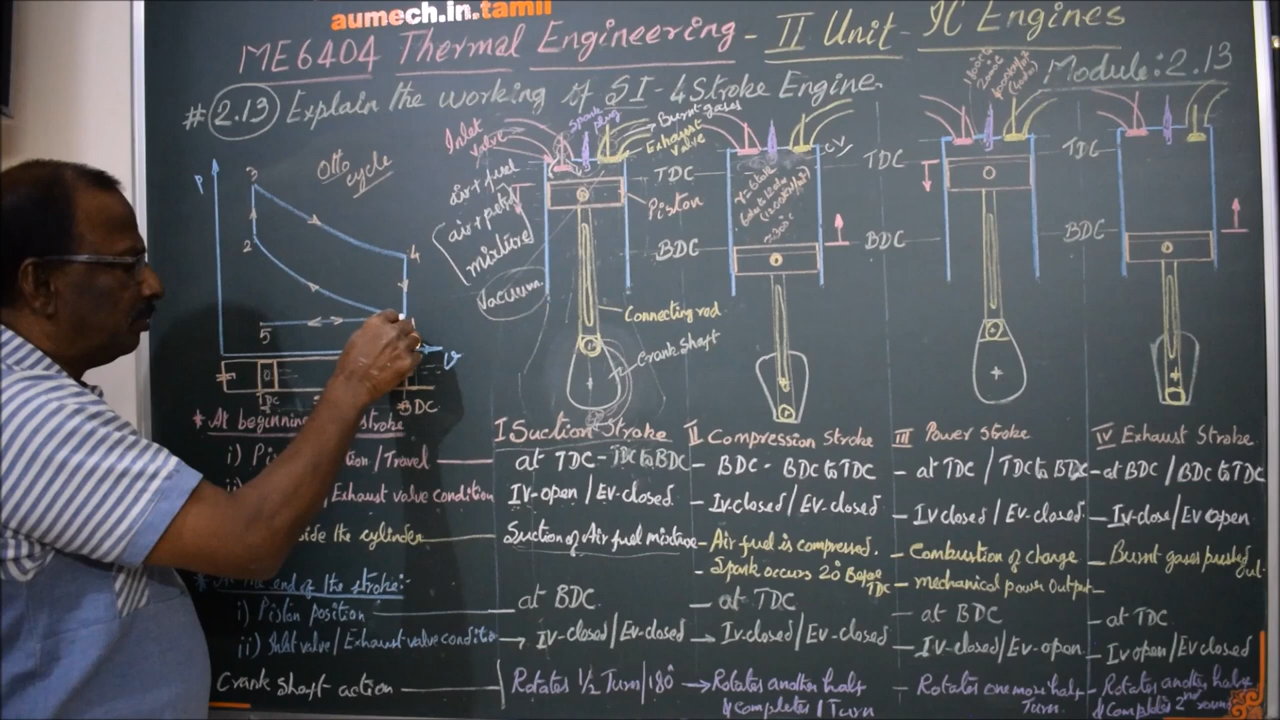 aumech.in.tamil
ME6404 Thermal Engineering - II Unit - IC Engines
Module: 2.13
# 2.13 Explain the working of SI - 4 Stroke Engine.
Otto cycle
P
3
2
4
5
v
TDC
BDC
Inlet valve
Spark plug
Burnt gases
Exhaust valve
air + fuel
air + petrol mixture
Vacuum
TDC
Piston
BDC
Connecting rod
Crank shaft
CV
TDC
BDC
TDC
BDC
* At beginning stroke
I Suction Stroke
II Compression Stroke
III Power Stroke
IV Exhaust Stroke
i) /Travel
at TDC - TDC to BDC
- BDC - BDC to TDC
- at TDC / TDC to BDC
- at BDC / BDC to TDC
Exhaust valve condition
IV-open / EV-closed
- IV-closed / EV-closed
- IV closed / EV-closed
- IV-close / EV open
the cylinder
Suction of Air fuel mixture
- Air fuel is compressed.
- Spark occurs 20° Before TDC
- Combustion of change
- mechanical power Output
- Burnt gases pushed out.
the end of the stroke:-
i) Piston position
at BDC
- at TDC
- at BDC
- at TDC
ii) Inlet valve / Exhaust valve condition
→ IV-closed / EV-closed
→ IV-closed / EV-closed
- IV-closed / EV-open
IV open / EV closed
Crank shaft action
Rotates 1/2 Turn / 180°
→ Rotates another half & completes 1 Turn
- Rotates one more half Turn.
- Rotates another half & Completes 2nd round